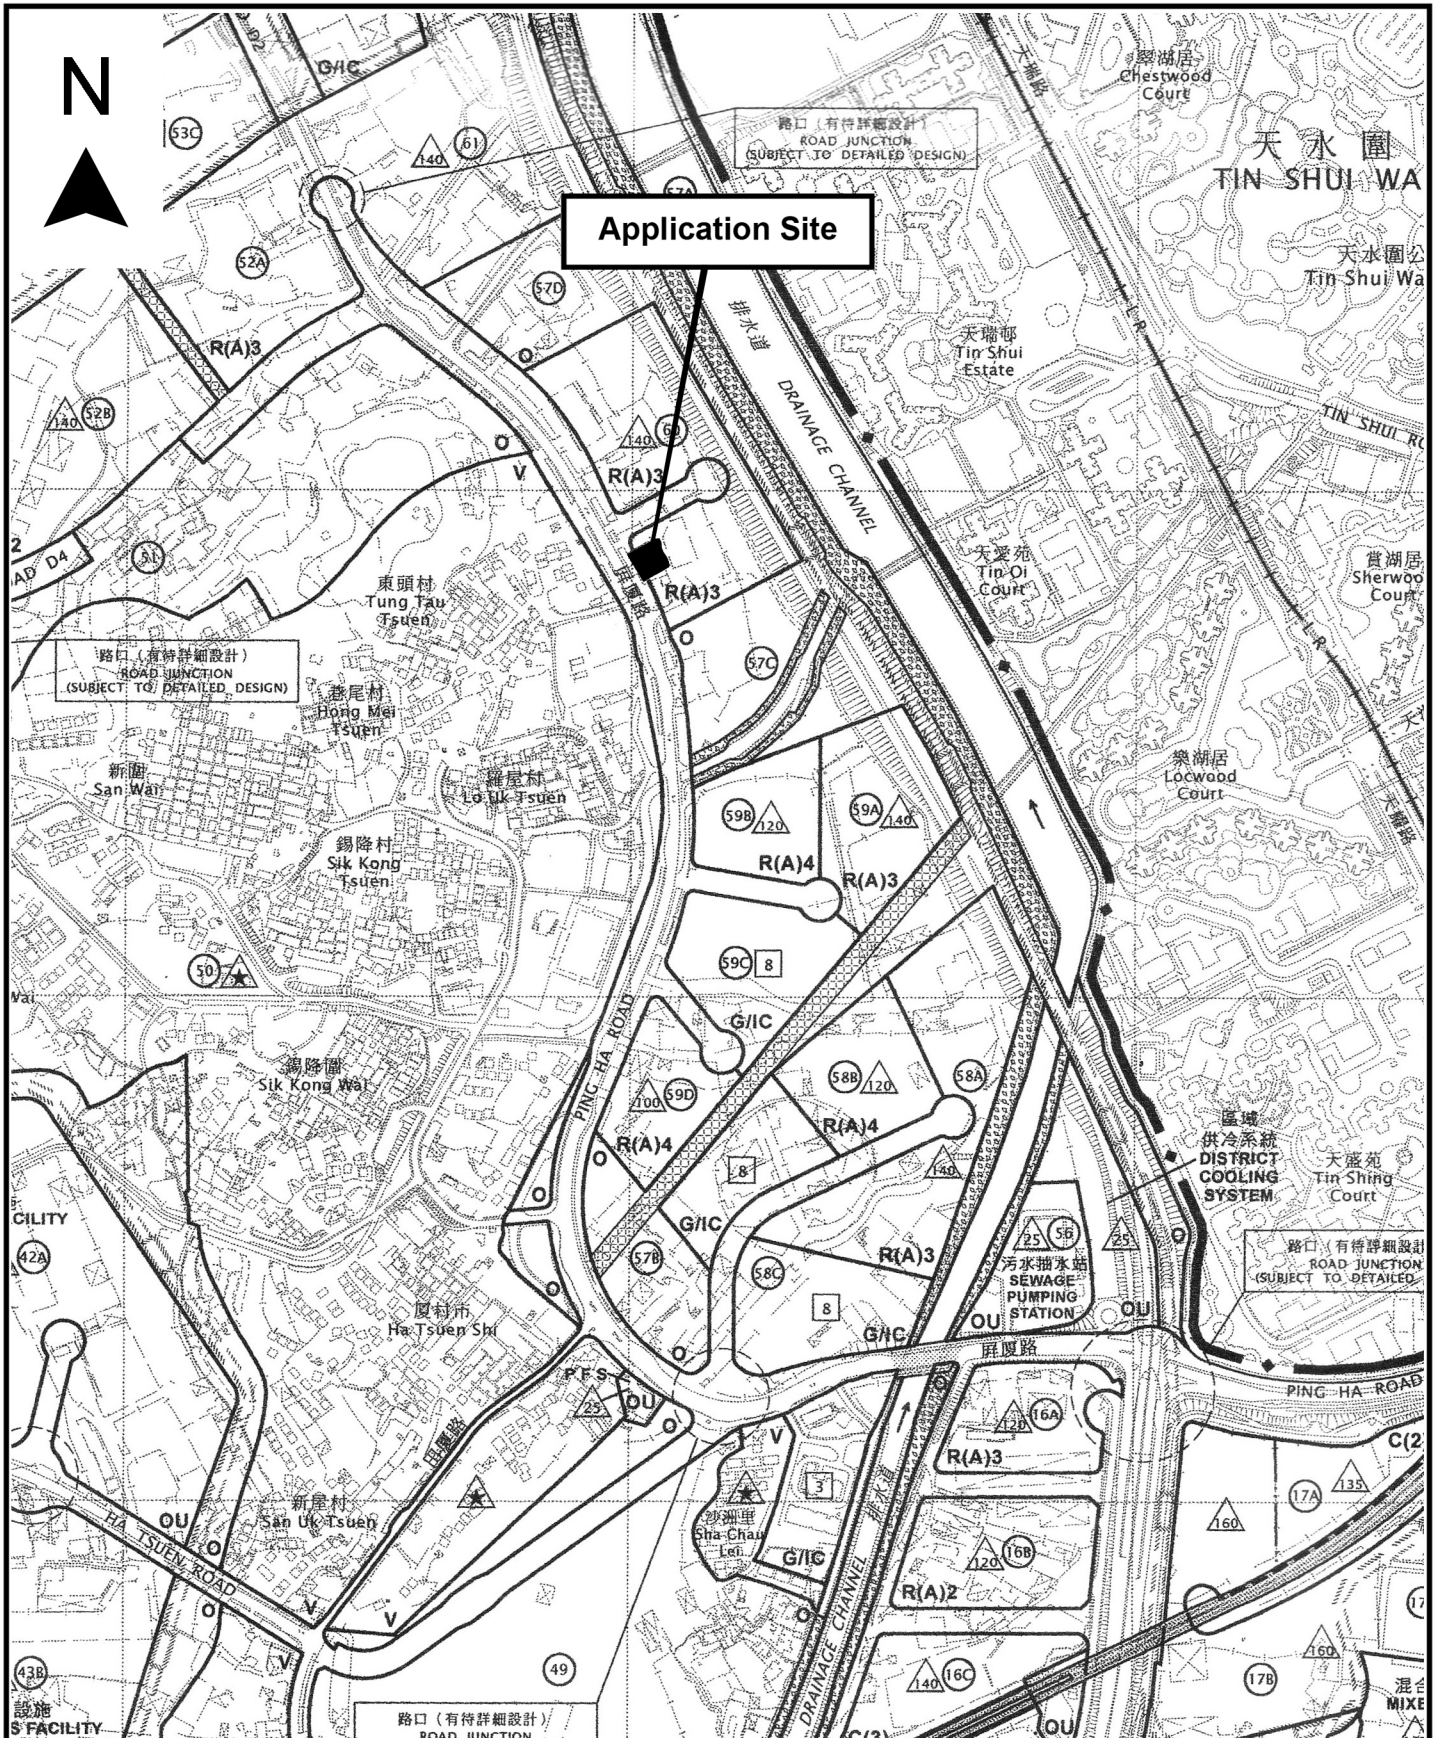 N
D2
G/IC
53C
140
61
路口（有待詳細設計）
ROAD JUNCTION
(SUBJECT TO DETAILED DESIGN)
翠湖居
Chestwood
Court
天水圍
TIN SHUI WA
57A
Application Site
52A
57D
天水圍公
Tin Shui Wa
排水道
DRAINAGE CHANNEL
L R
天瑞邨
Tin Shui
Estate
R(A)3
O
140
52B
140
TIN SHUI RO
O
V
R(A)3
2
AD D4
51
屏廈路
R(A)3
天愛苑
Tin Oi
Court
賞湖居
Sherwoo
Court
東頭村
Tung Tau
Tsuen
O
57C
L R
路口（有待詳細設計）
ROAD JUNCTION
(SUBJECT TO DETAILED DESIGN)
巷尾村
Hong Mei
Tsuen
新圍
San Wai
羅屋村
Lo Uk Tsuen
樂湖居
Locwood
Court
59B
120
59A
140
錫降村
Sik Kong
Tsuen
R(A)4
R(A)3
50
59C
8
Wai
G/IC
PING HA ROAD
錫降圍
Sik Kong Wai
100
59D
58B
120
58A
R(A)4
R(A)4
O
8
140
區域
供冷系統
DISTRICT
COOLING
SYSTEM
天盛苑
Tin Shing
Court
O
G/IC
CILITY
42A
57B
58C
R(A)3
25
56
25
O
污水抽水站
SEWAGE
PUMPING
STATION
路口（有待詳細設計
ROAD JUNCTION
(SUBJECT TO DETAILED
O
8
廈村市
Ha Tsuen Shi
G/IC
OU
OU
屏廈路
O
P F S
25
OU
O
O
PING HA ROAD
120
16A
V
C(2
R(A)3
3
17A
135
160
新屋村
San Uk Tsuen
OU
O
HA TSUEN ROAD
沙洲里
Sha Chau
Lei
G/IC
排水道
DRAINAGE CHANNEL
120
16B
R(A)2
O
V
V
O
V
17
160
43B
49
140
16C
17B
設施
S FACILITY
路口（有待詳細設計）
ROAD JUNCTION
C(3)
OU
混合
MIXE